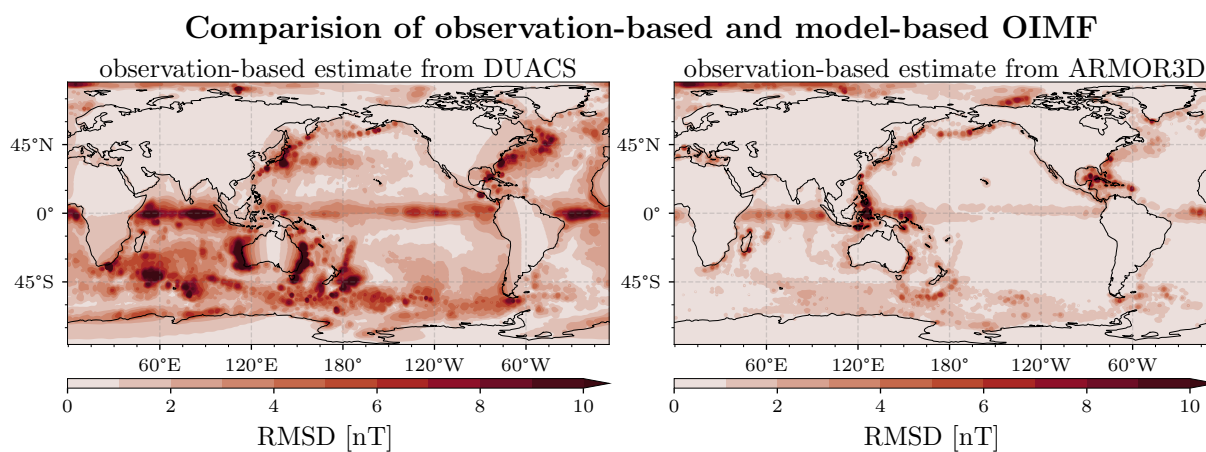 Comparision of observation-based and model-based OIMF
observation-based estimate from DUACS
observation-based estimate from ARMOR3D
45°N
0°
45°S
60°E 120°E 180° 120°W 60°W
45°N
0°
45°S
60°E 120°E 180° 120°W 60°W
0 2 4 6 8 10
RMSD [nT]
0 2 4 6 8 10
RMSD [nT]